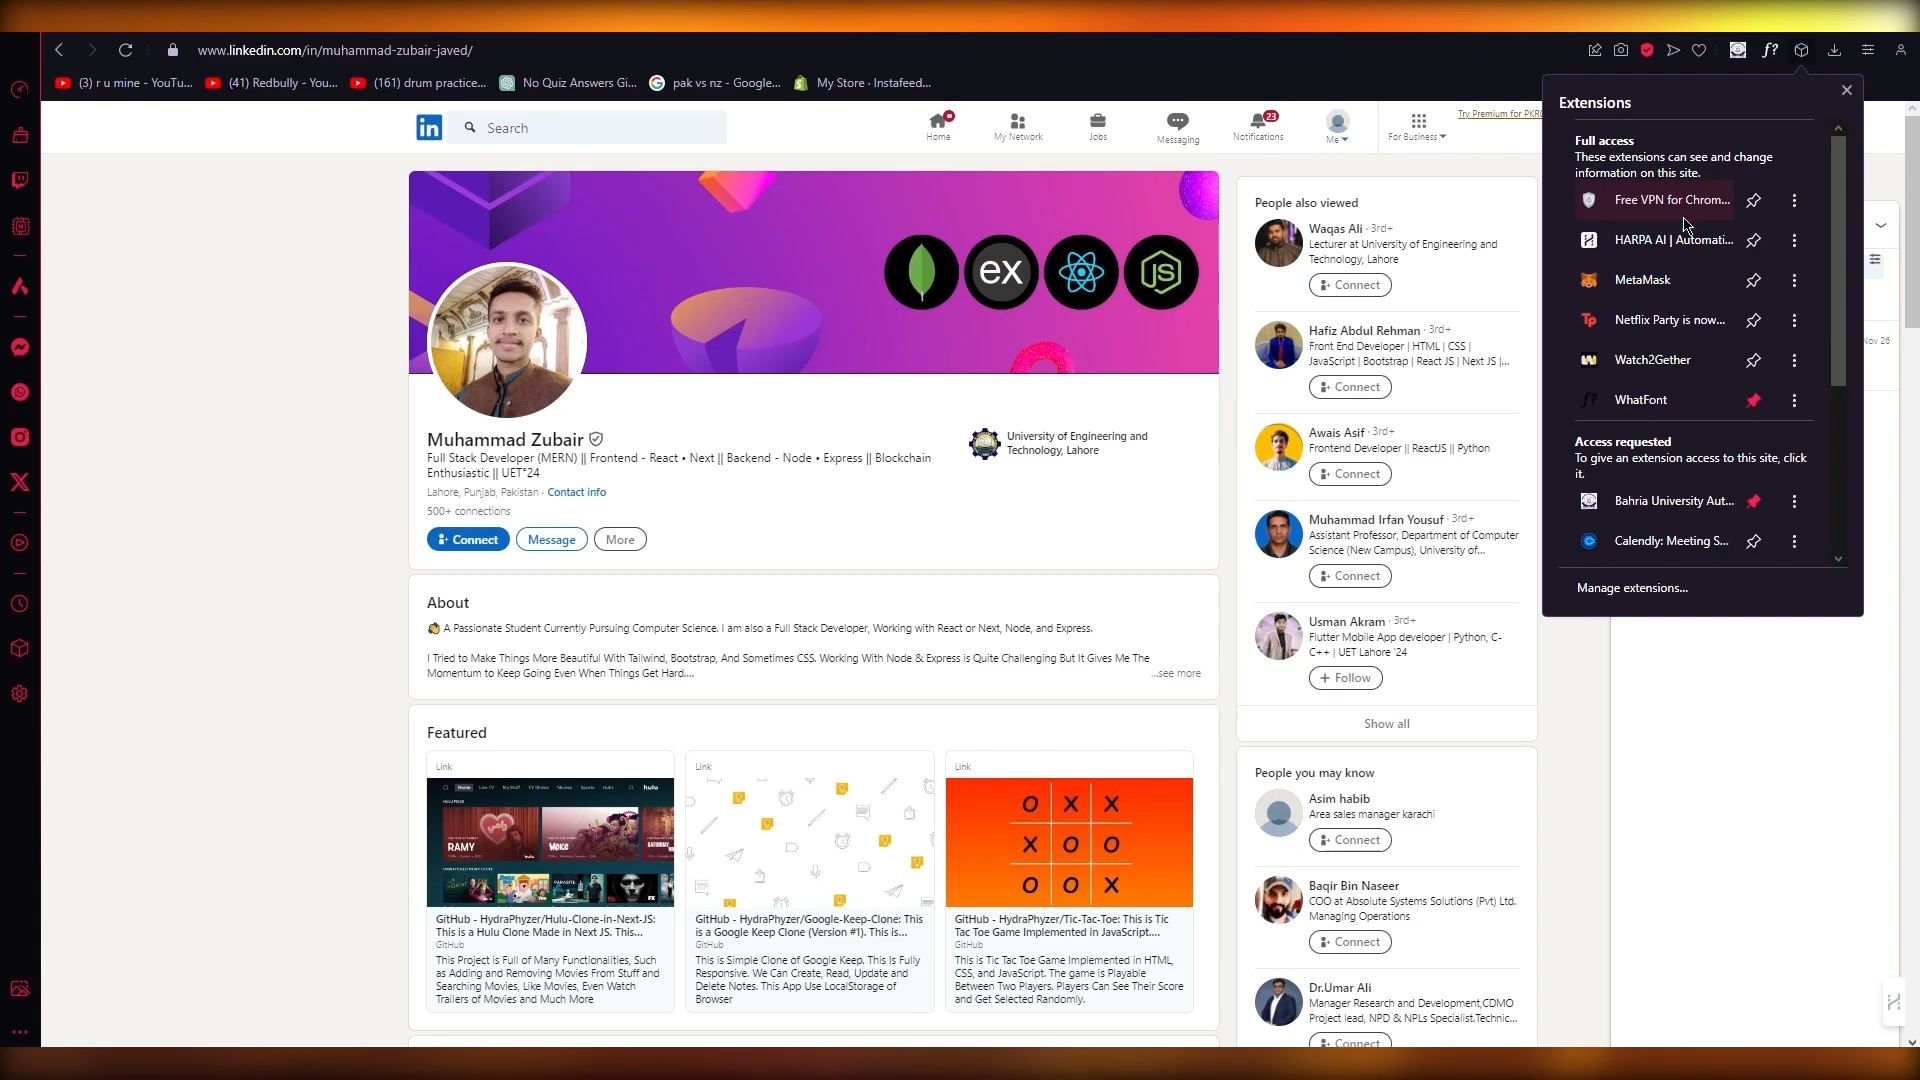 www.linkedin.com/in/muhammad-zubair-javed/
(3) r u mine - YouTu...
(41) Redbully - You...
(161) drum practice...
No Quiz Answers Gi...
pak vs nz - Google...
My Store · Instafeed...
in
Search
Home
My Network
Jobs
Messaging
23
Notifications
Me
For Business
Try Premium for PKR0
ex
JS
Muhammad Zubair
Full Stack Developer (MERN) || Frontend - React • Next || Backend - Node • Express || Blockchain
Enthusiastic || UET'24
Lahore, Punjab, Pakistan · Contact info
500+ connections
University of Engineering and
Technology, Lahore
Connect
Message
More
About
A Passionate Student Currently Pursuing Computer Science. I am also a Full Stack Developer, Working with React or Next, Node, and Express.
I Tried to Make Things More Beautiful With Tailwind, Bootstrap, And Sometimes CSS. Working With Node & Express is Quite Challenging But It Gives Me The
Momentum to Keep Going Even When Things Get Hard....
...see more
Featured
Link
hulu
RAMY
WOKE
PARASITE
GitHub - HydraPhyzer/Hulu-Clone-in-Next-JS:
This is a Hulu Clone Made in Next JS. This...
GitHub
This Project is Full of Many Functionalities, Such
as Adding and Removing Movies From Stuff and
Searching Movies, Like Movies, Even Watch
Trailers of Movies and Much More
Link
GitHub - HydraPhyzer/Google-Keep-Clone: This
is a Google Keep Clone (Version #1). This is...
GitHub
This is Simple Clone of Google Keep. This Is Fully
Responsive. We Can Create, Read, Update and
Delete Notes. This App Use LocalStorage of
Browser
Link
O X X
X O O
O O X
GitHub - HydraPhyzer/Tic-Tac-Toe: This is Tic
Tac Toe Game Implemented in JavaScript....
GitHub
This is Tic Tac Toe Game Implemented in HTML,
CSS, and JavaScript. The game is Playable
Between Two Players. Players Can See Their Score
and Get Selected Randomly.
People also viewed
Waqas Ali · 3rd+
Lecturer at University of Engineering and
Technology, Lahore
Connect
Hafiz Abdul Rehman · 3rd+
Front End Developer | HTML | CSS |
JavaScript | Bootstrap | React JS | Next JS |...
Connect
Awais Asif · 3rd+
Frontend Developer || ReactJS || Python
Connect
Muhammad Irfan Yousuf · 3rd+
Assistant Professor, Department of Computer
Science (New Campus), University of...
Connect
Usman Akram · 3rd+
Flutter Mobile App developer | Python, C-
C++ | UET Lahore '24
Follow
Show all
People you may know
Asim habib
Area sales manager karachi
Connect
Baqir Bin Naseer
COO at Absolute Systems Solutions (Pvt) Ltd.
Managing Operations
Connect
Dr.Umar Ali
Manager Research and Development,CDMO
Project lead, NPD & NPLs Specialist.Technic...
Connect
Extensions
Full access
These extensions can see and change
information on this site.
Free VPN for Chrom...
HARPA AI | Automati...
MetaMask
Netflix Party is now...
Watch2Gether
WhatFont
Access requested
To give an extension access to this site, click
it.
Bahria University Aut...
Calendly: Meeting S...
Manage extensions...
Nov 26